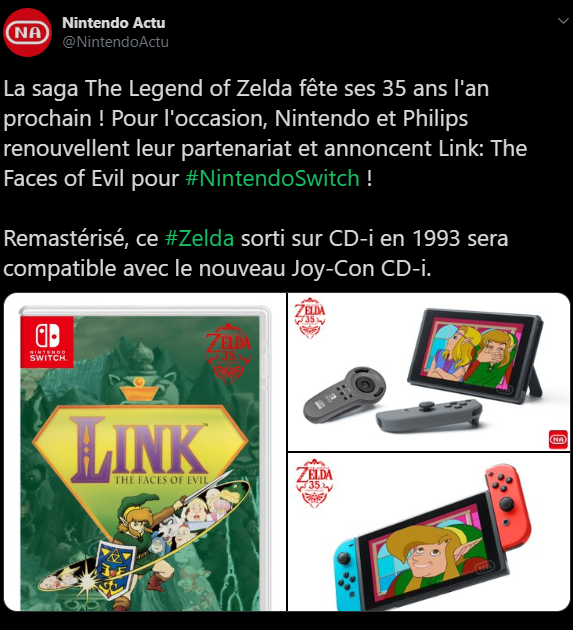 Nintendo Actu
@NintendoActu
La saga The Legend of Zelda fête ses 35 ans l'an
prochain ! Pour l'occasion, Nintendo et Philips
renouvellent leur partenariat et annoncent Link: The
Faces of Evil pour #NintendoSwitch !
Remastérisé, ce #Zelda sorti sur CD-i en 1993 sera
compatible avec le nouveau Joy-Con CD-i.
NINTENDO
SWITCH
ZELDA
35
LINK™
THE FACES OF EVIL
ZELDA
35
NA
ZELDA
35
NA